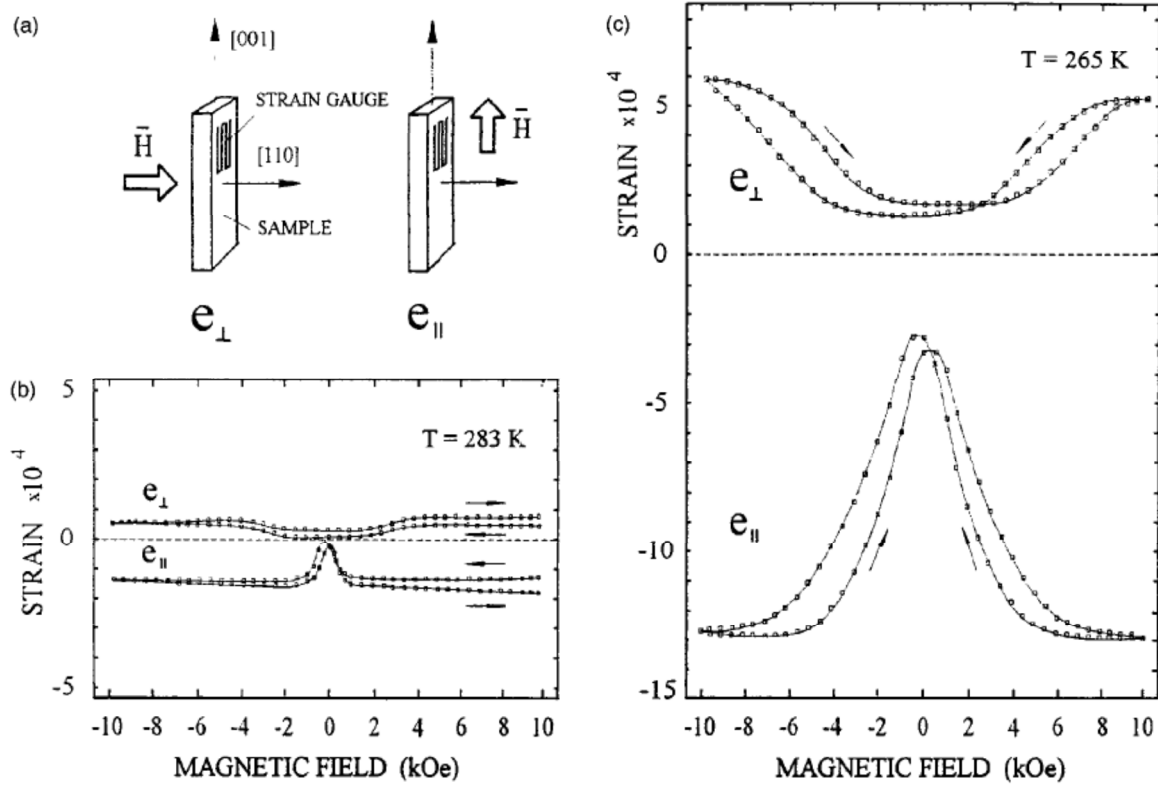 (a)
[001]
STRAIN GAUGE
H̄
[110]
SAMPLE
e⊥
H̄
e∥
(b)
5
0
-5
STRAIN x10⁻⁴
T = 283 K
e⊥
e∥
-10 -8 -6 -4 -2 0 2 4 6 8 10
MAGNETIC FIELD (kOe)
(c)
5
0
-5
-10
-15
STRAIN x10⁻⁴
T = 265 K
e⊥
e∥
-10 -8 -6 -4 -2 0 2 4 6 8 10
MAGNETIC FIELD (kOe)